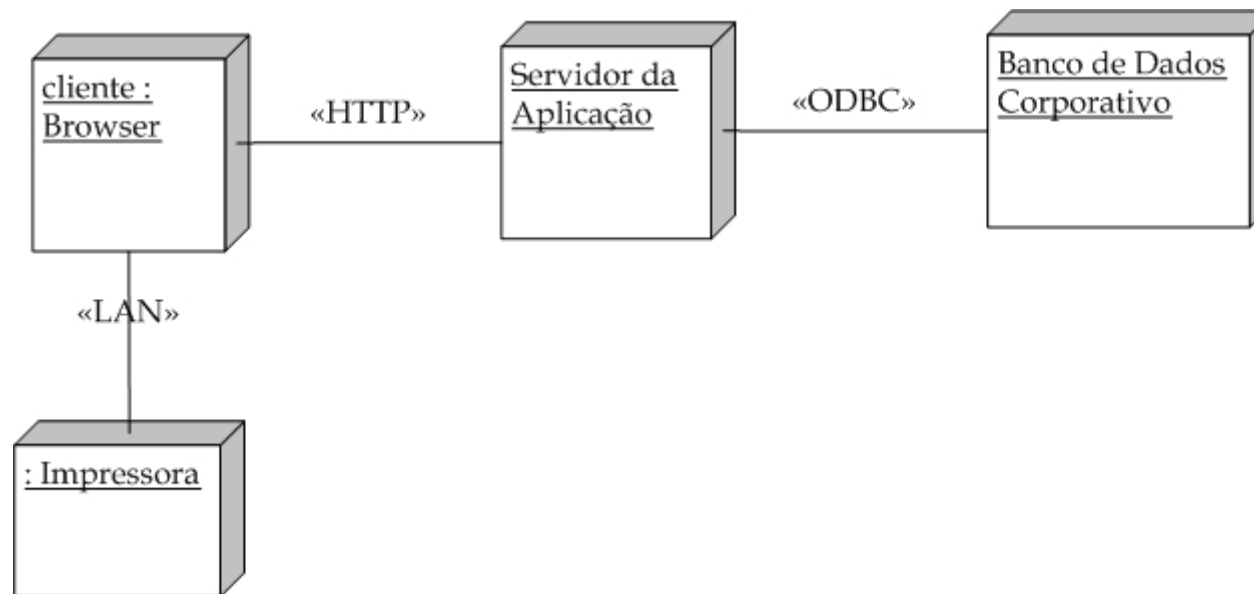 cliente :
Browser
«HTTP»
Servidor da
Aplicação
«ODBC»
Banco de Dados
Corporativo
«LAN»
: Impressora